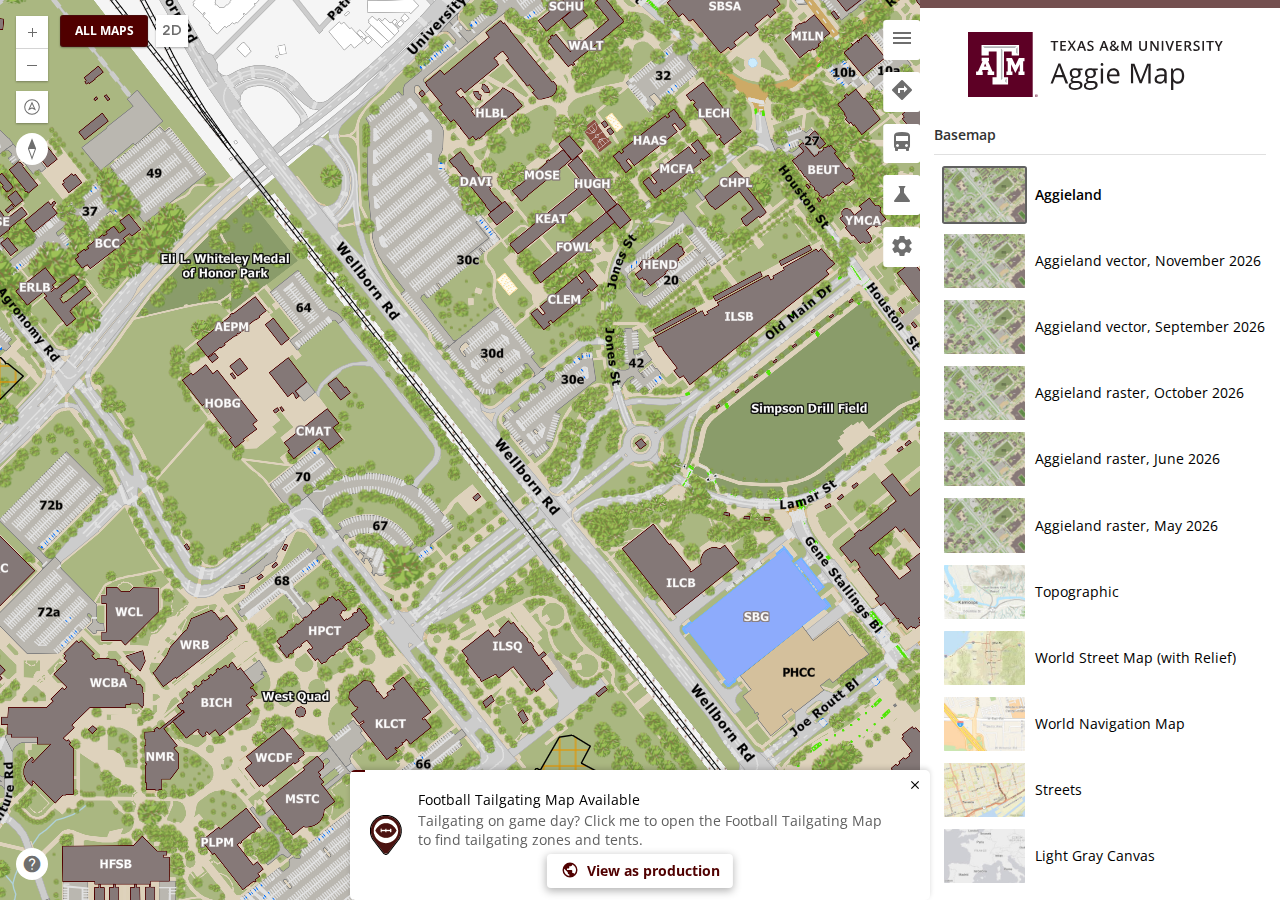 ALL MAPS
2D
University
SCHU
SBSA
WALT
MILN
32
10b
10a
HLBL
LECH
HAAS
27
49
DAVI
MOSE
MCFA
BEUT
HUGH
CHPL
Houston St
37
KEAT
YMCA
BCC
FOWL
Eli L. Whiteley Medal
of Honor Park
30c
Jones St
HEND
20
Wellborn Rd
ERLB
CLEM
64
ILSB
Old Main Dr
Houston St
AEPM
Agronomy Rd
30d
Jones St
42
30e
HOBG
Simpson Drill Field
CMAT
70
Wellborn Rd
72b
Lamar St
67
Gene Stallings Bl
68
ILCB
72a
WCL
SBG
HPCT
WRB
ILSQ
PHCC
WCBA
West Quad
BICH
Joe Routt Bl
KLCT
Wellborn Rd
NMR
WCDF
66
MSTC
PLPM
HFSB
Football Tailgating Map Available
Tailgating on game day? Click me to open the Football Tailgating Map
to find tailgating zones and tents.
View as production
TEXAS A&M UNIVERSITY
Aggie Map
Basemap
Aggieland
Aggieland vector, November 2026
Aggieland vector, September 2026
Aggieland raster, October 2026
Aggieland raster, June 2026
Aggieland raster, May 2026
Topographic
World Street Map (with Relief)
World Navigation Map
Streets
Light Gray Canvas